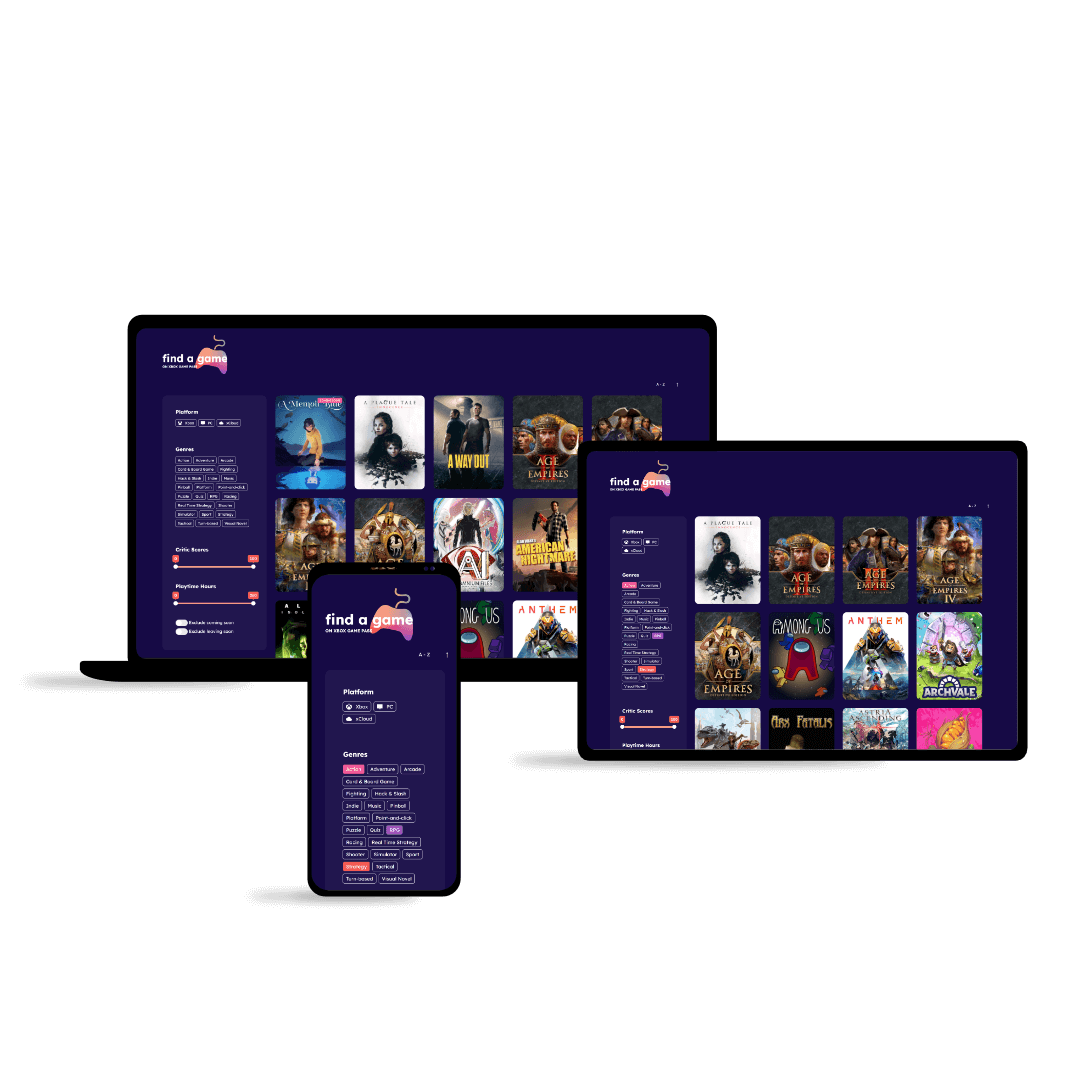 find a game
ON XBOX GAME PASS
A - Z
Platform
Xbox PC xCloud
Genres
Action Adventure Arcade
Card & Board Game Fighting
Hack & Slash Indie Music
Pinball Platform Point-and-click
Puzzle Quiz RPG Racing
Real Time Strategy Shooter
Simulator Sport Strategy
Tactical Turn-based Visual Novel
Critic Scores
0 100
Playtime Hours
0 200
Exclude coming soon
Exclude leaving soon
A Memoir Blue
A PLAGUE TALE
A WAY OUT
AGE
OF
EMPIRES
AMERICAN
NIGHTMARE
AMONG US
ANTHEM
find a game
ON XBOX GAME PASS
A - Z
Platform
Xbox PC
xCloud
Genres
Action Adventure Arcade
Card & Board Game
Fighting Hack & Slash
Indie Music Pinball
Platform Point-and-click
Puzzle Quiz RPG
Racing Real Time Strategy
Shooter Simulator Sport
Strategy Tactical
Turn-based Visual Novel
find a game
ON XBOX GAME PASS
A - Z
Platform
Xbox PC
xCloud
Genres
Action Adventure
Arcade
Card & Board Game
Fighting Hack & Slash
Indie Music Pinball
Platform Point-and-click
Puzzle Quiz RPG
Racing
Real Time Strategy
Shooter Simulator
Sport Strategy
Tactical Turn-based
Visual Novel
Critic Scores
0 100
Playtime Hours
A PLAGUE TALE
AGE
OF
EMPIRES
II
AGE
OF
EMPIRES
III
AGE
OF
EMPIRES
IV
AGE
OF
EMPIRES
AMONG US
ANTHEM
ARCHVALE
ARX FATALIS
ASTRIA
ASCENDING